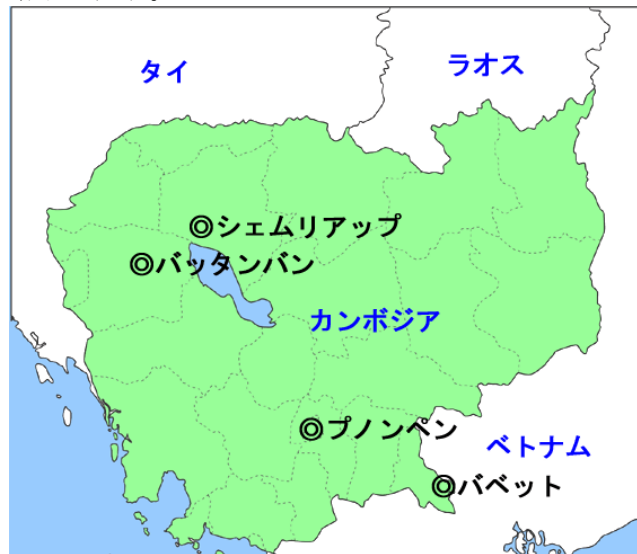 タイ
ラオス
◎シェムリアップ
◎バッタンバン
カンボジア
◎プノンペン
ベトナム
◎バベット